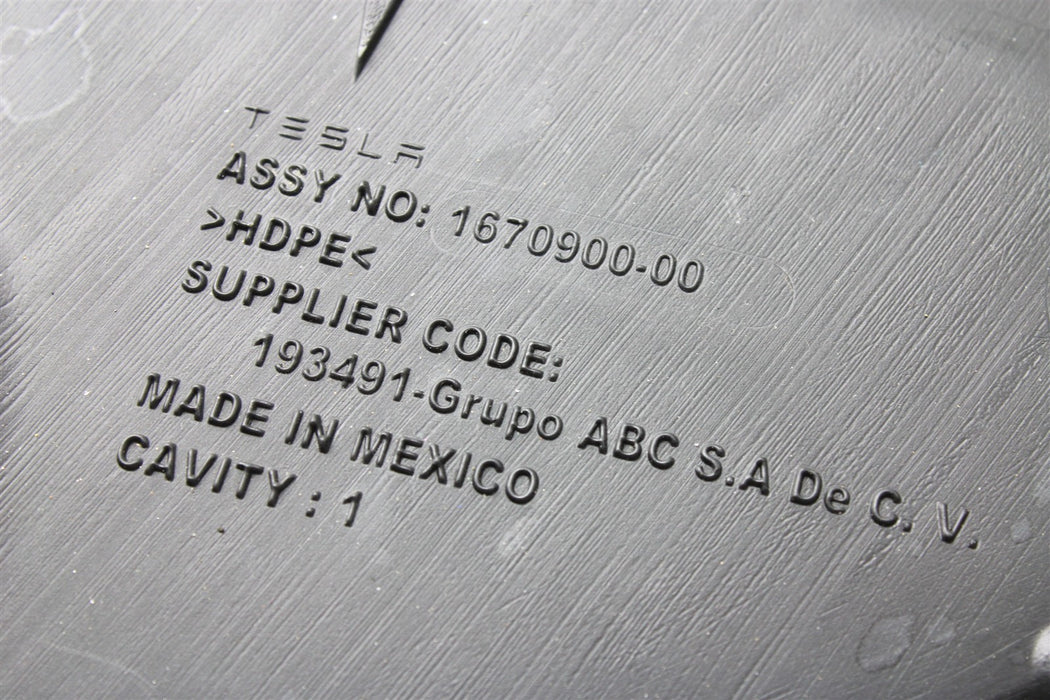 TESLA
ASSY NO: 1670900-00
>HDPE<
SUPPLIER CODE:
193491-Grupo ABC S.A De C. V.
MADE IN MEXICO
CAVITY : 1